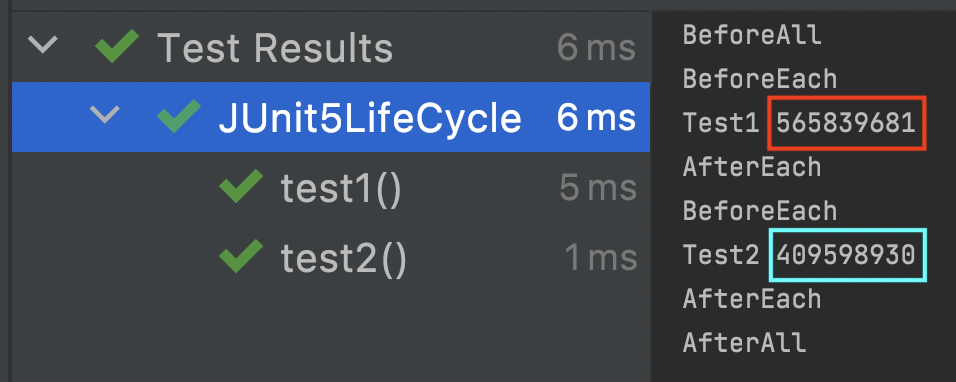 Test Results 6 ms
JUnit5LifeCycle 6 ms
test1() 5 ms
test2() 1 ms
BeforeAll
BeforeEach
Test1 565839681
AfterEach
BeforeEach
Test2 409598930
AfterEach
AfterAll